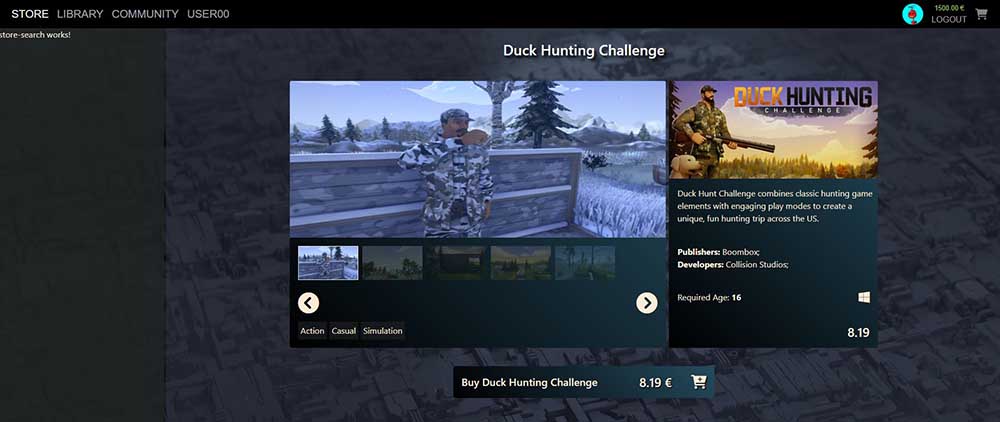 STORE LIBRARY COMMUNITY USER00
1500.00 €
LOGOUT
store-search works!
Duck Hunting Challenge
DUCK HUNTING
CHALLENGE
Duck Hunt Challenge combines classic hunting game
elements with engaging play modes to create a
unique, fun hunting trip across the US.
Publishers: Boombox;
Developers: Collision Studios;
Required Age: 16
8.19
Action Casual Simulation
Buy Duck Hunting Challenge 8.19 €